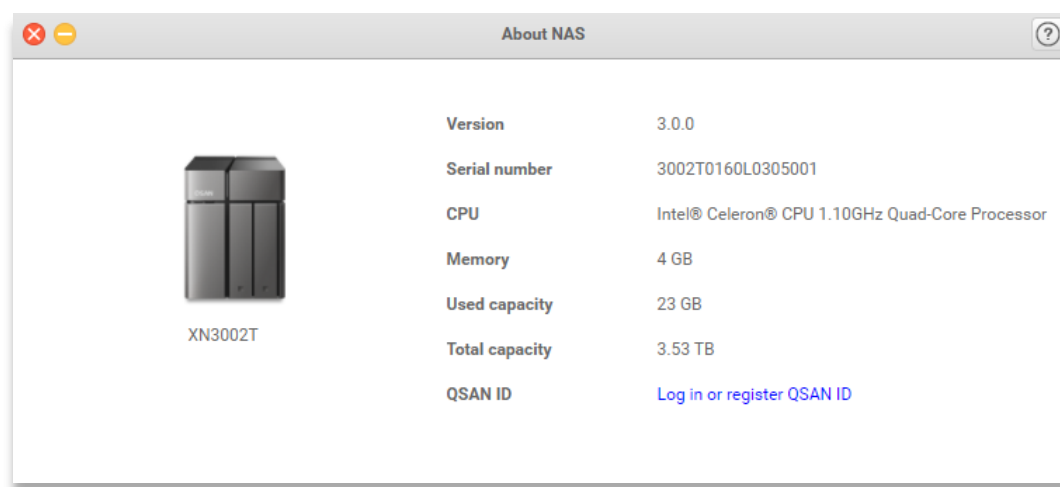 About NAS
?
Version 3.0.0
Serial number 3002T0160L0305001
CPU Intel® Celeron® CPU 1.10GHz Quad-Core Processor
Memory 4 GB
Used capacity 23 GB
Total capacity 3.53 TB
QSAN ID Log in or register QSAN ID
QSAN
XN3002T